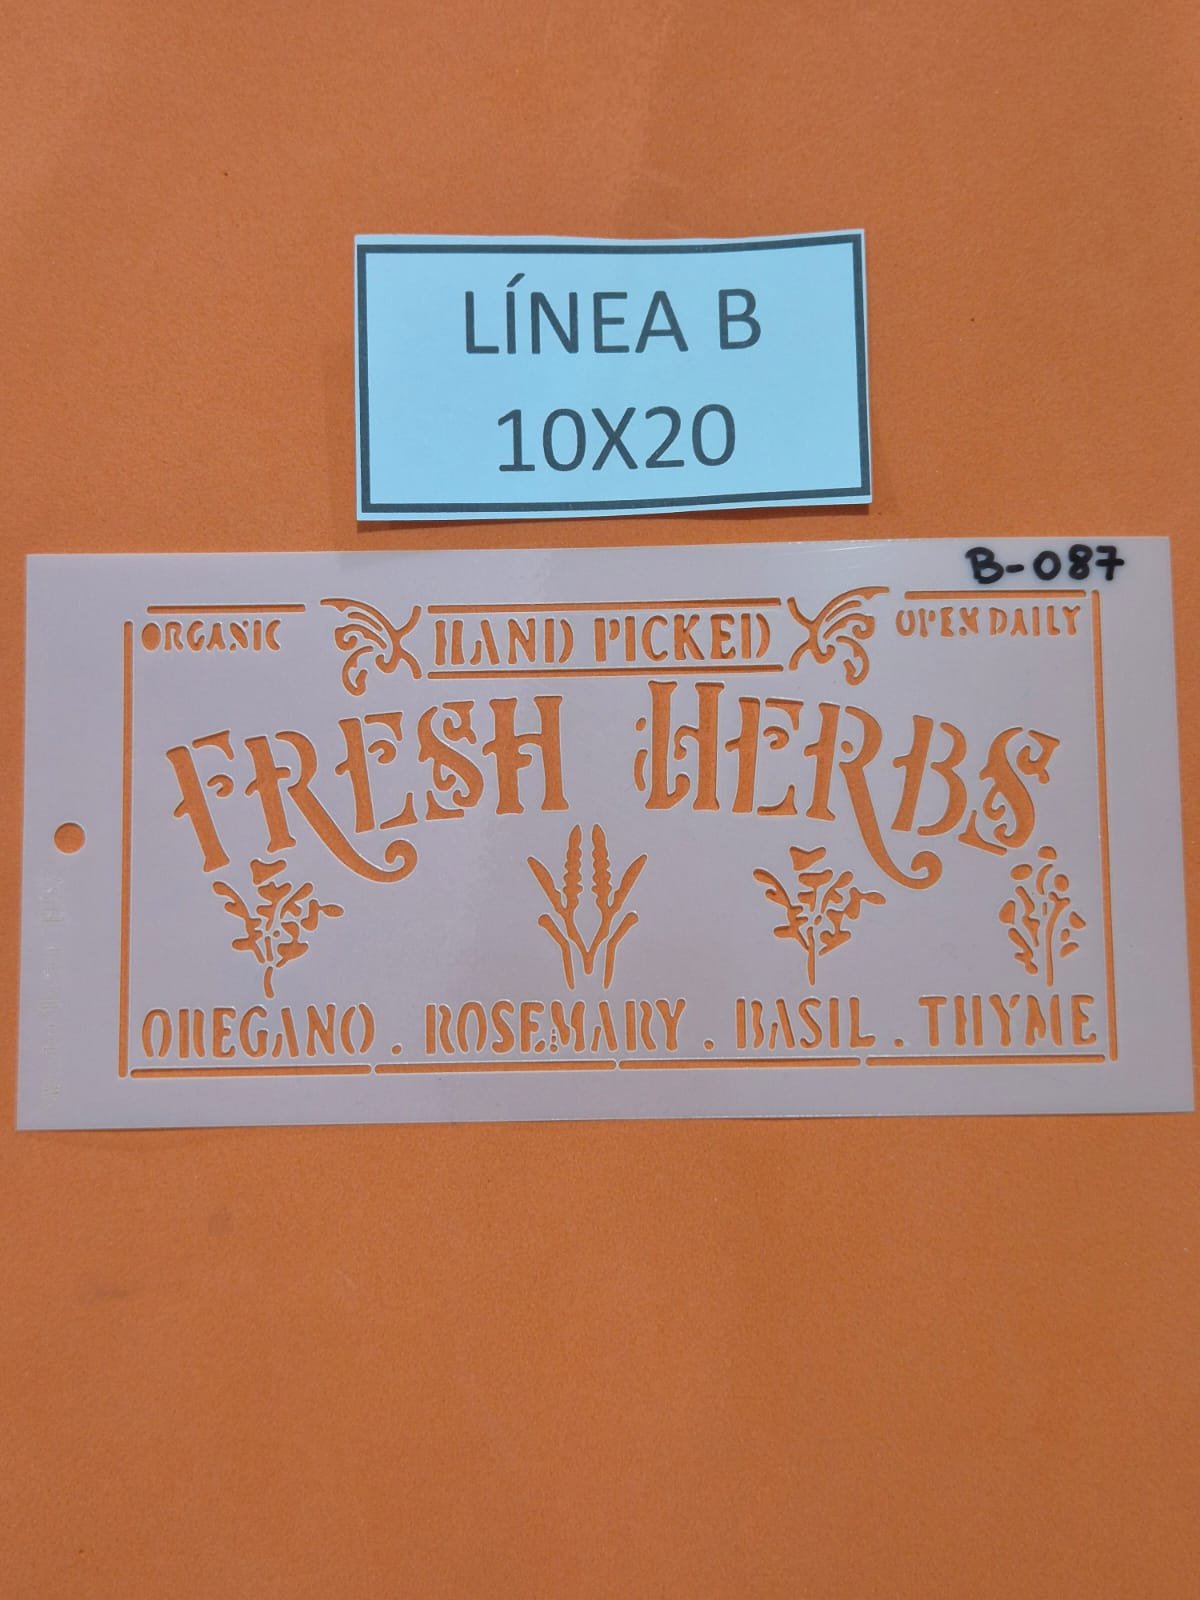 LÍNEA B
10X20
B-087
ORGANIC
HAND PICKED
OPEN DAILY
FRESH HERBS
OREGANO . ROSEMARY . BASIL . THYME